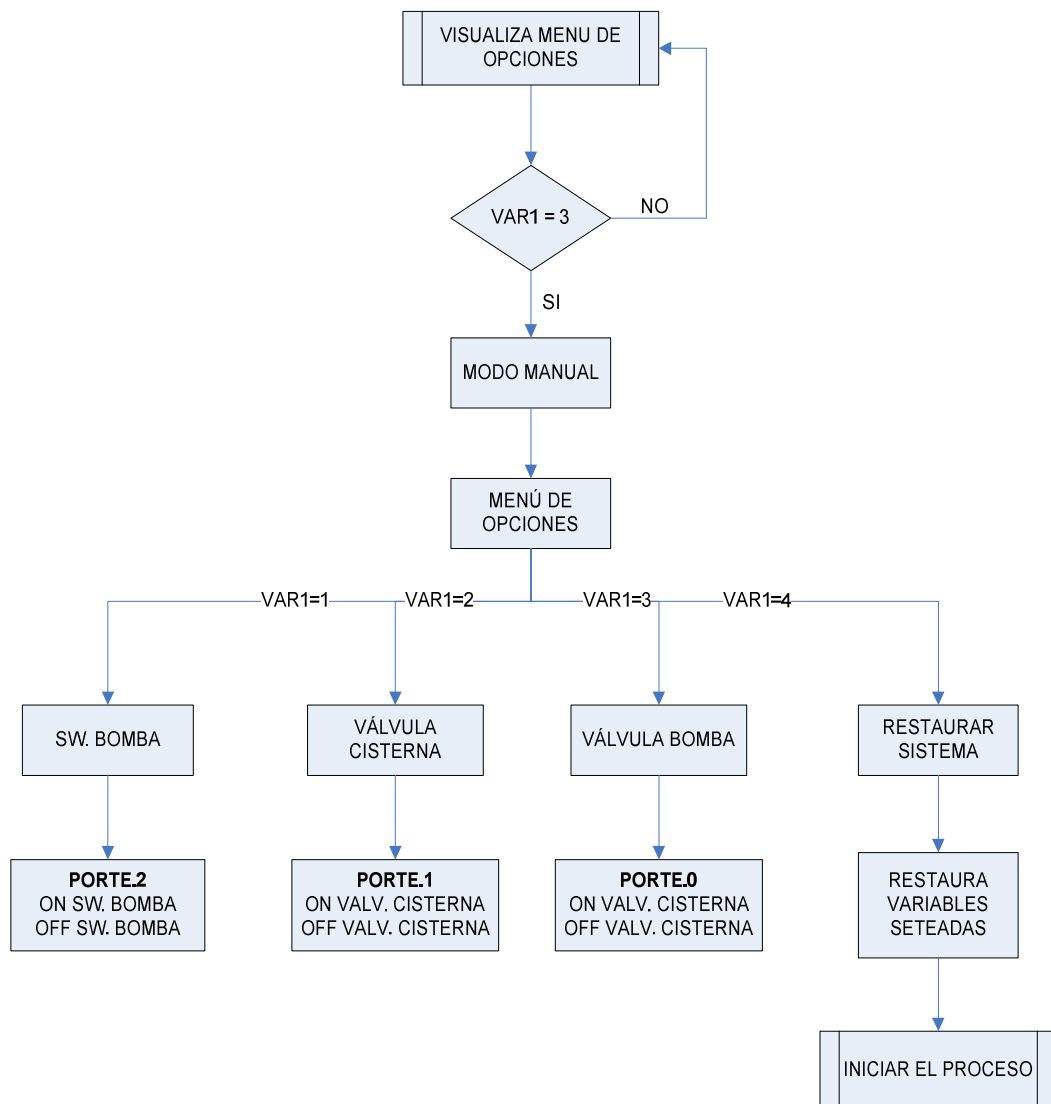 VISUALIZA MENU DE
OPCIONES
VAR1 = 3
NO
SI
MODO MANUAL
MENÚ DE
OPCIONES
VAR1=1
VAR1=2
VAR1=3
VAR1=4
SW. BOMBA
VÁLVULA
CISTERNA
VÁLVULA BOMBA
RESTAURAR
SISTEMA
PORTE.2
ON SW. BOMBA
OFF SW. BOMBA
PORTE.1
ON VALV. CISTERNA
OFF VALV. CISTERNA
PORTE.0
ON VALV. CISTERNA
OFF VALV. CISTERNA
RESTAURA
VARIABLES
SETEADAS
INICIAR EL PROCESO